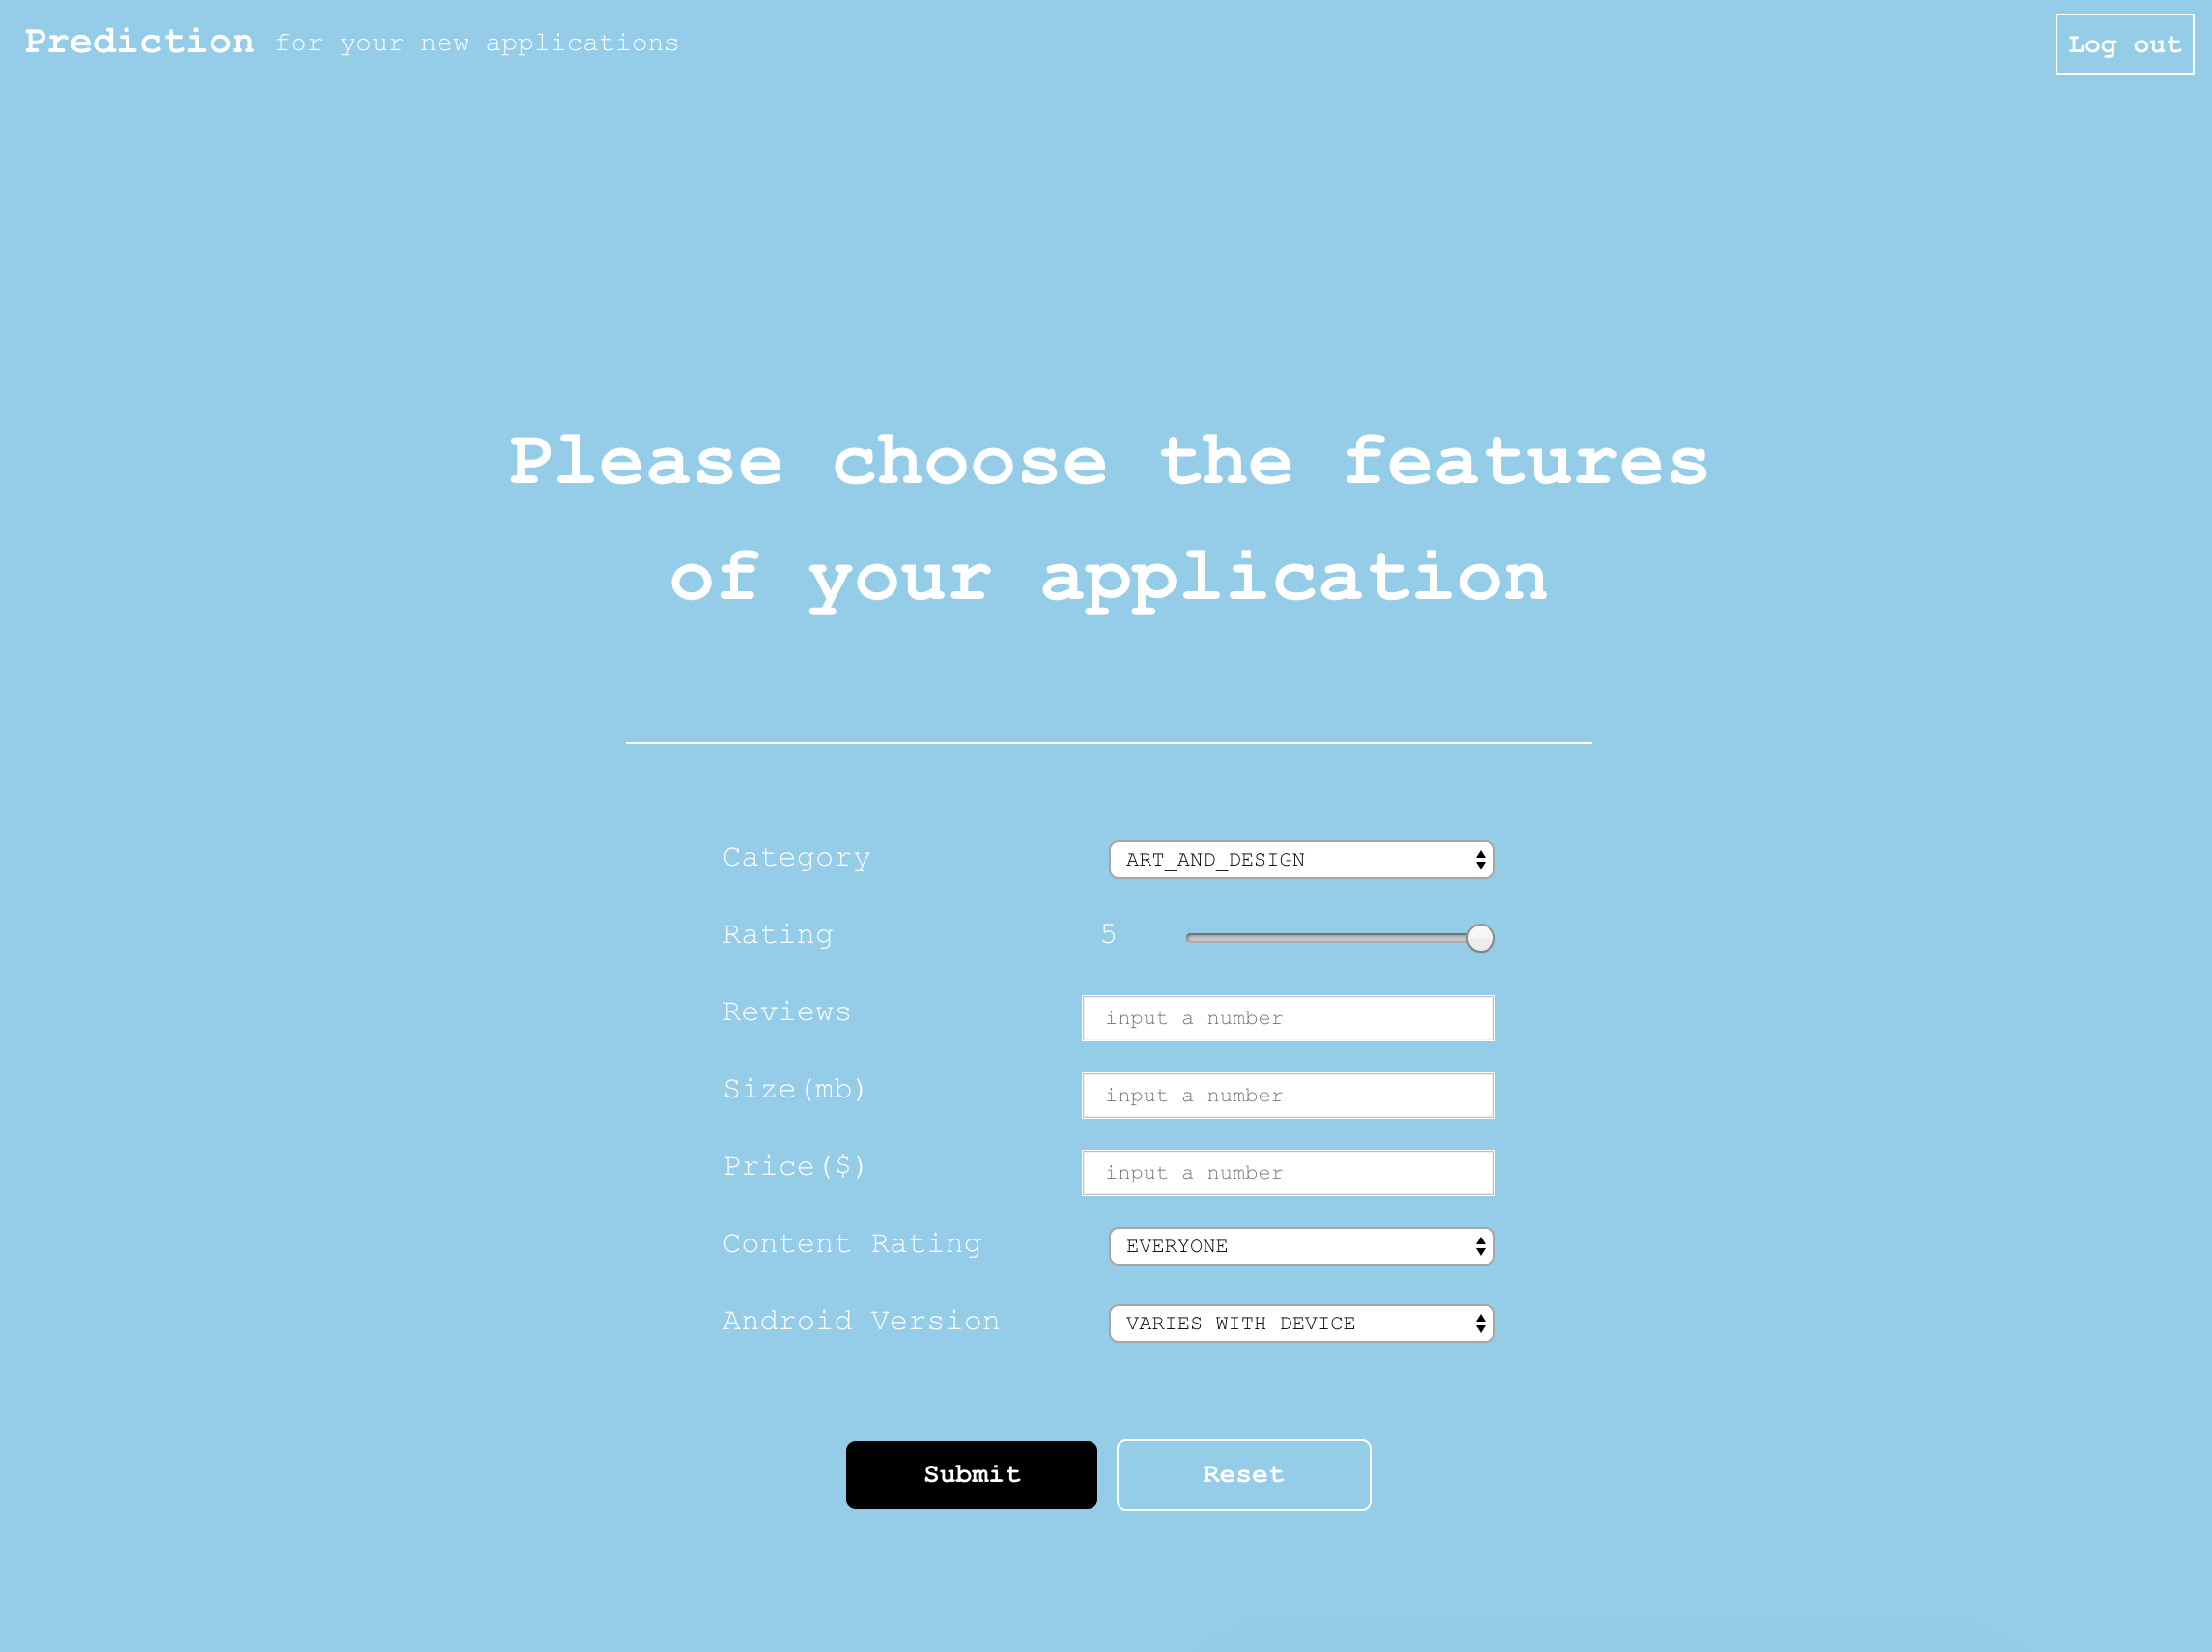 Prediction for your new applications
Log out
Please choose the features
of your application
Category ART_AND_DESIGN
Rating 5
Reviews input a number
Size(mb) input a number
Price($) input a number
Content Rating EVERYONE
Android Version VARIES WITH DEVICE
Submit Reset